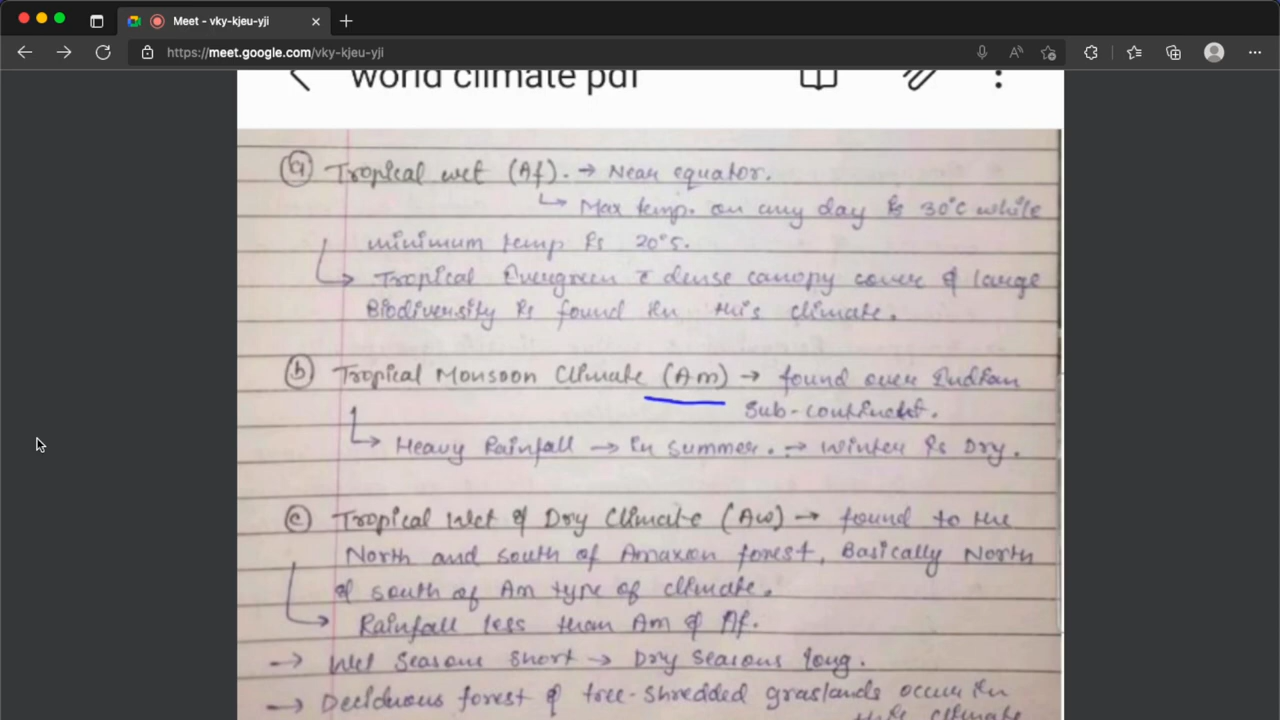 Meet - vky-kjeu-yji
https://meet.google.com/vky-kjeu-yji
world climate pdf
(a) Tropical wet (Af). → Near equator.
↳ Max temp. on any day is 30°C while
minimum temp is 20°S.
↳ Tropical Evergreen & dense canopy cover & large
Biodiversity is found in this climate.
(b) Tropical Monsoon Climate (Am) → found over Indian
Sub-continent.
↳ Heavy Rainfall → in summer. → winter is Dry.
(c) Tropical Wet & Dry Climate (Aw) → found to the
North and south of Amazon forest, Basically North
& south of Am type of climate.
↳ Rainfall less than Am & Af.
→ Wet Seasons short → Dry seasons long.
→ Deciduous forest & tree-shredded graslands occur in
this climate